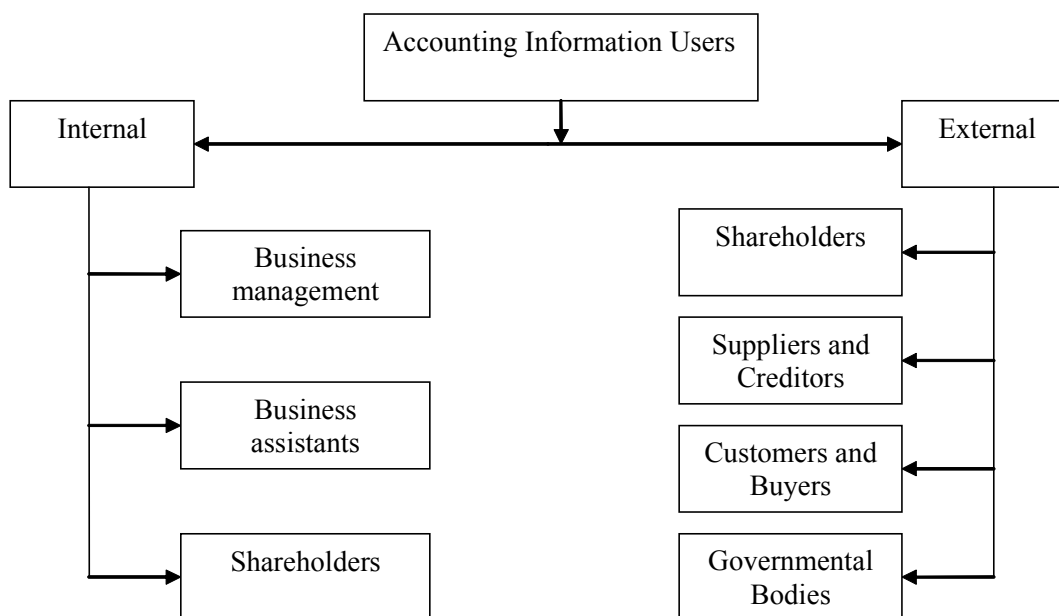 Accounting Information Users
Internal
External
Business
management
Business
assistants
Shareholders
Shareholders
Suppliers and
Creditors
Customers and
Buyers
Governmental
Bodies